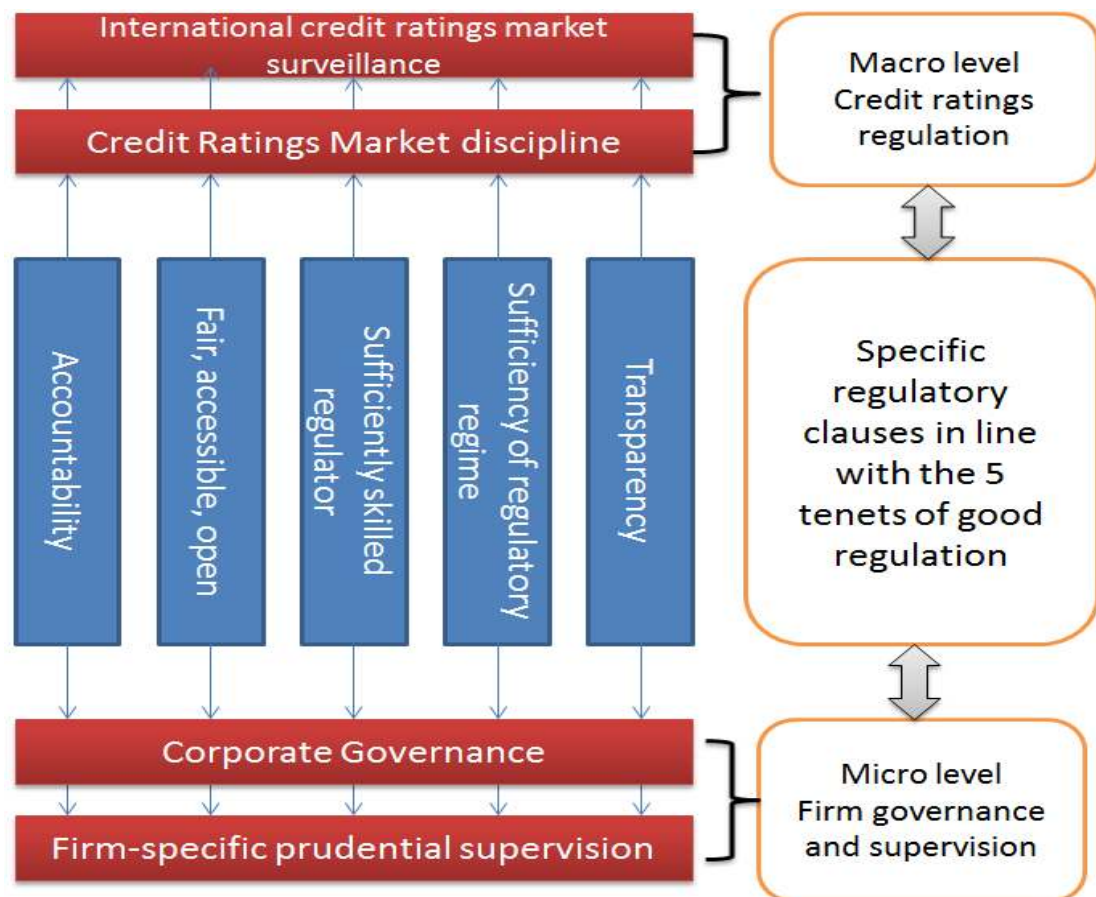 International credit ratings market
surveillance
Credit Ratings Market discipline
Macro level
Credit ratings
regulation
Accountability
Fair, accessible, open
Sufficiently skilled
regulator
Sufficiency of regulatory
regime
Transparency
Specific
regulatory
clauses in line
with the 5
tenets of good
regulation
Corporate Governance
Firm-specific prudential supervision
Micro level
Firm governance
and supervision